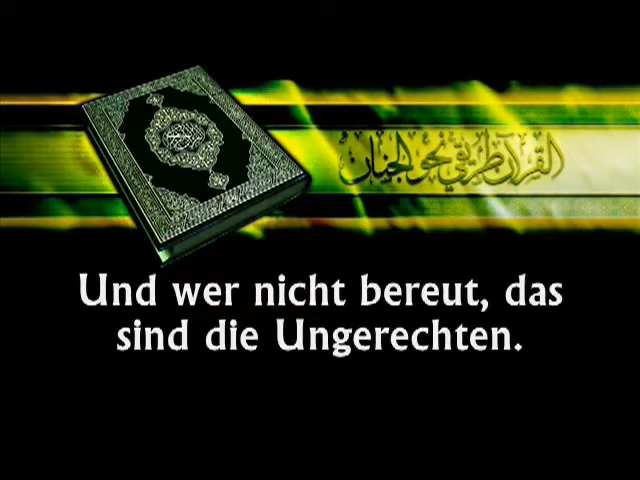 القرآن طريقي نحو الجنان
Und wer nicht bereut, das
sind die Ungerechten.